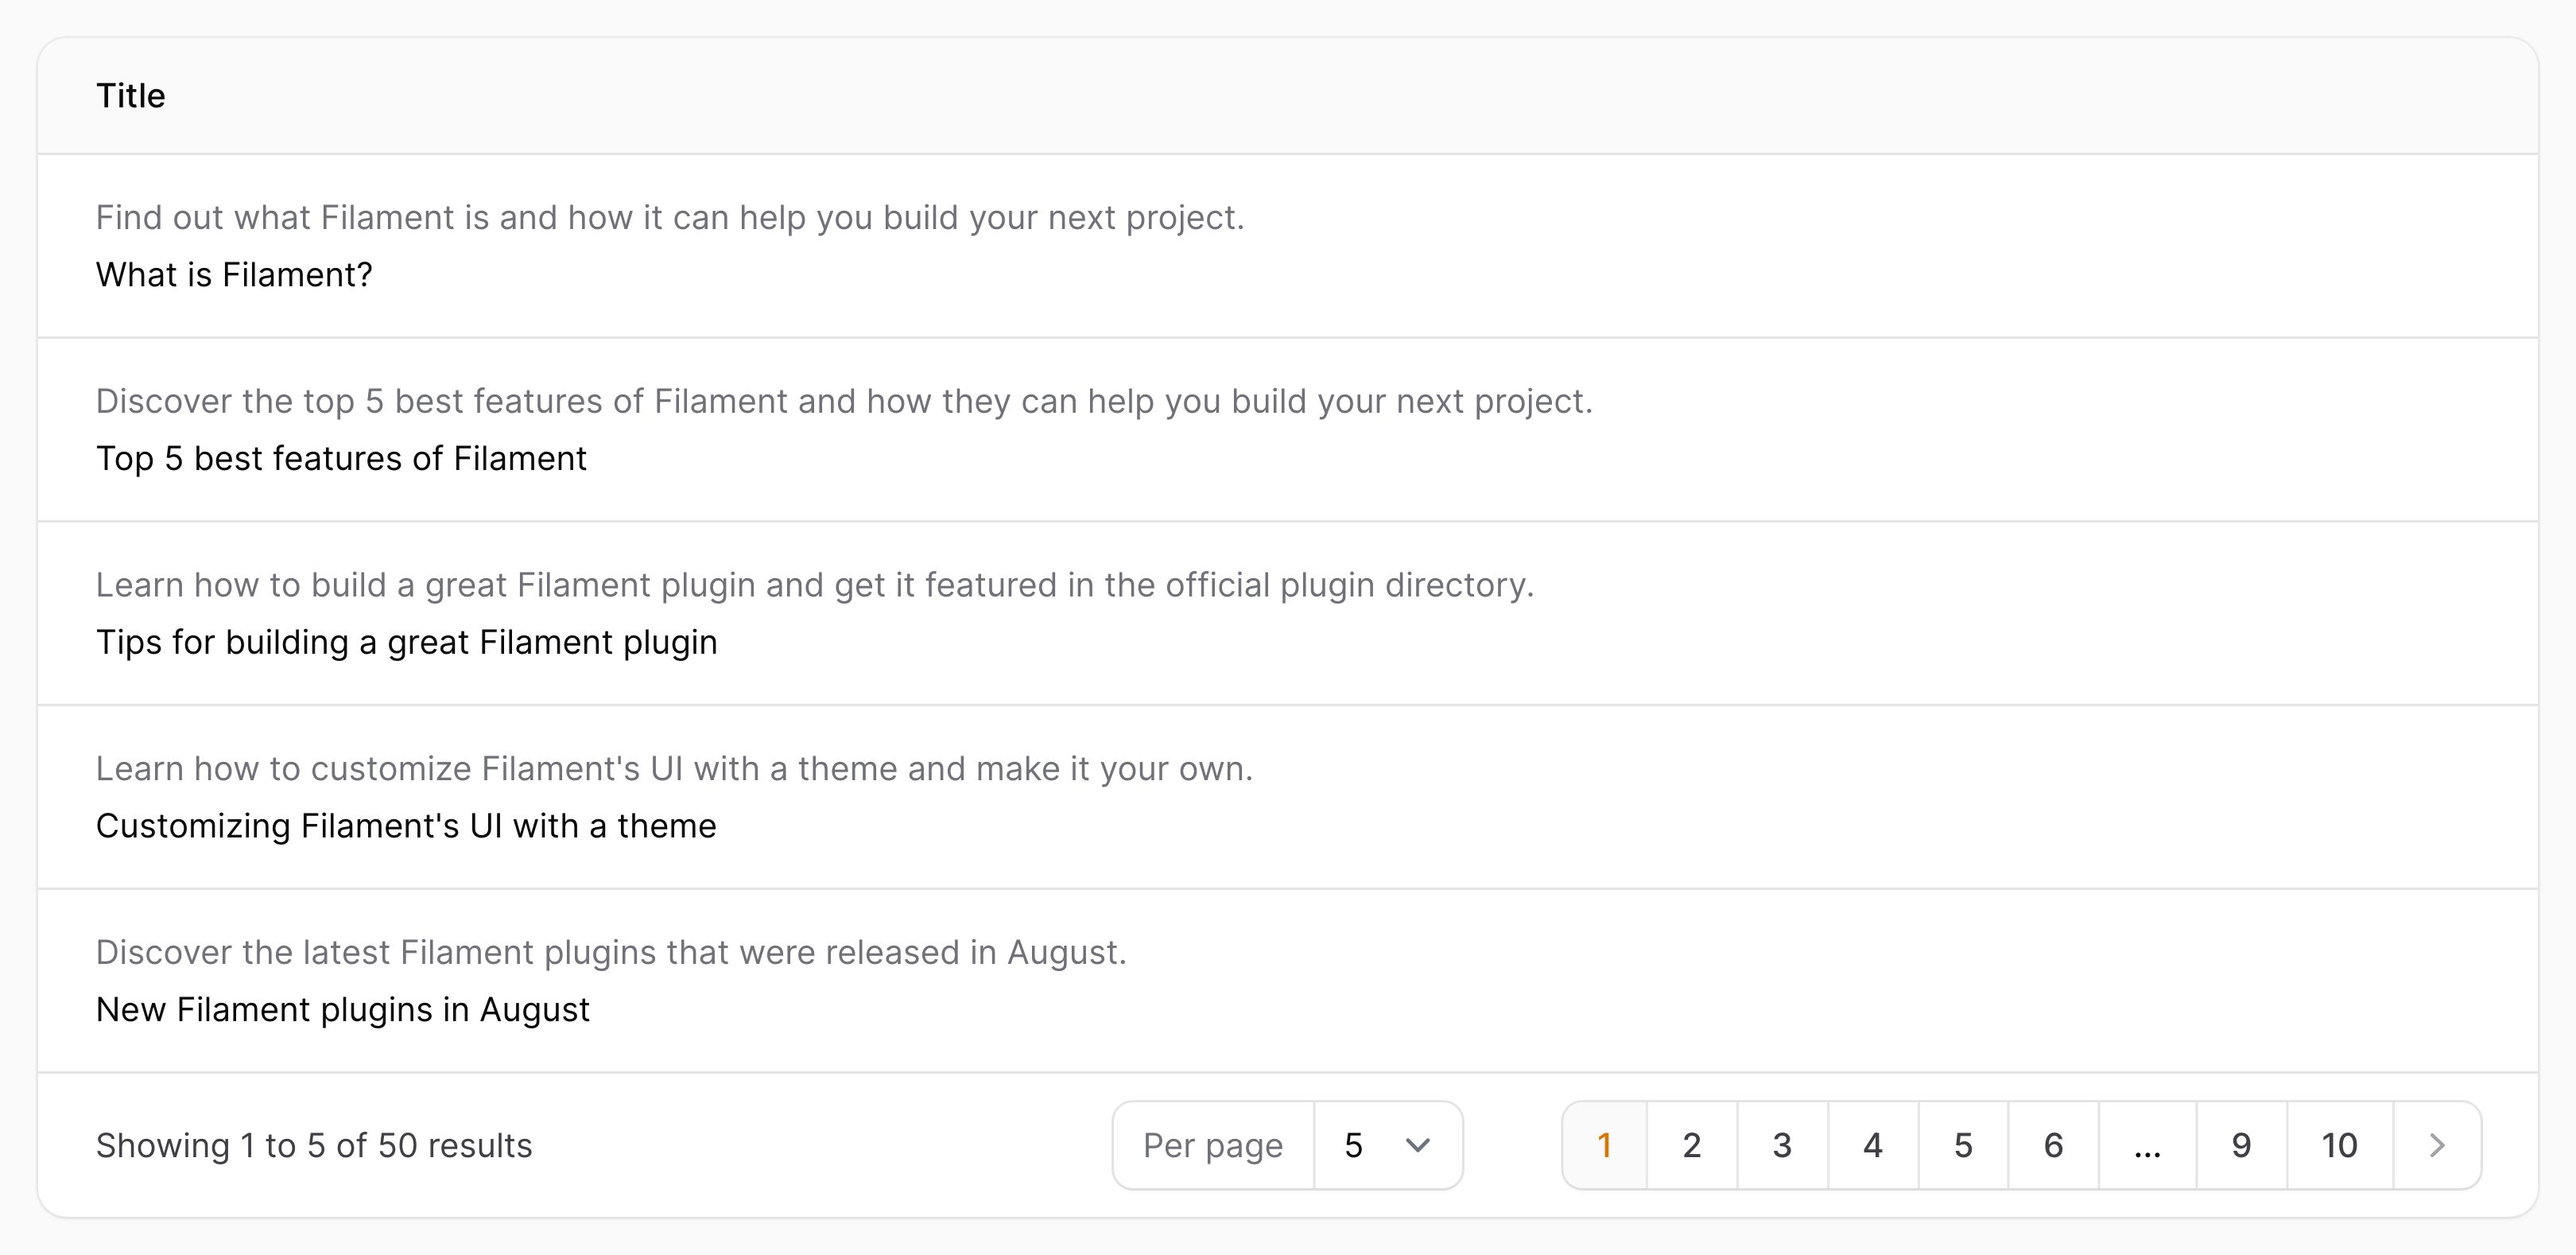 Title
Find out what Filament is and how it can help you build your next project.
What is Filament?
Discover the top 5 best features of Filament and how they can help you build your next project.
Top 5 best features of Filament
Learn how to build a great Filament plugin and get it featured in the official plugin directory.
Tips for building a great Filament plugin
Learn how to customize Filament's UI with a theme and make it your own.
Customizing Filament's UI with a theme
Discover the latest Filament plugins that were released in August.
New Filament plugins in August
Showing 1 to 5 of 50 results Per page 5 1 2 3 4 5 6 ... 9 10